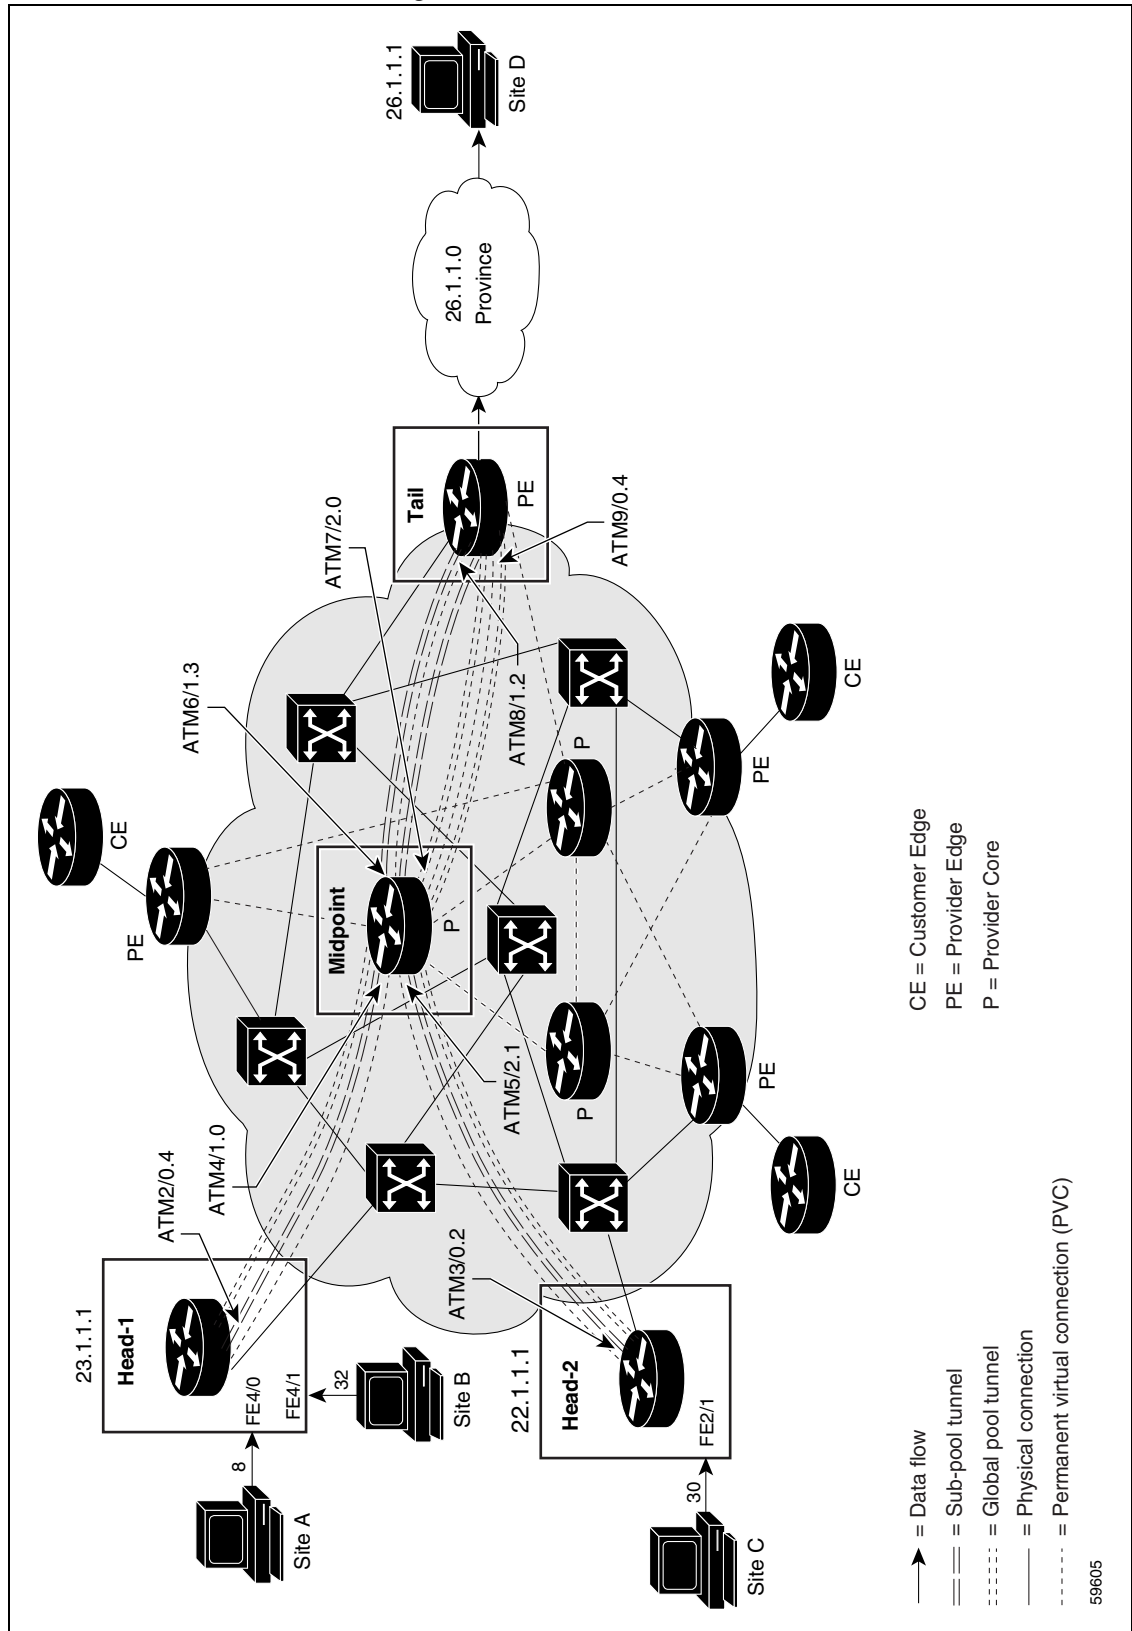 Site A
8
FE4/0
23.1.1.1
Head-1
FE4/1
32
Site B
ATM2/0.4
ATM4/1.0
PE
CE
Midpoint
P
ATM6/1.3
ATM7/2.0
Tail
PE
26.1.1.0
Province
26.1.1.1
Site D
ATM3/0.2
ATM5/2.1
ATM8/1.2
ATM9/0.4
22.1.1.1
Head-2
FE2/1
30
Site C
P
P
PE
PE
CE
CE
= Data flow
= Sub-pool tunnel
= Global pool tunnel
= Physical connection
= Permanent virtual connection (PVC)
CE = Customer Edge
PE = Provider Edge
P = Provider Core
59605